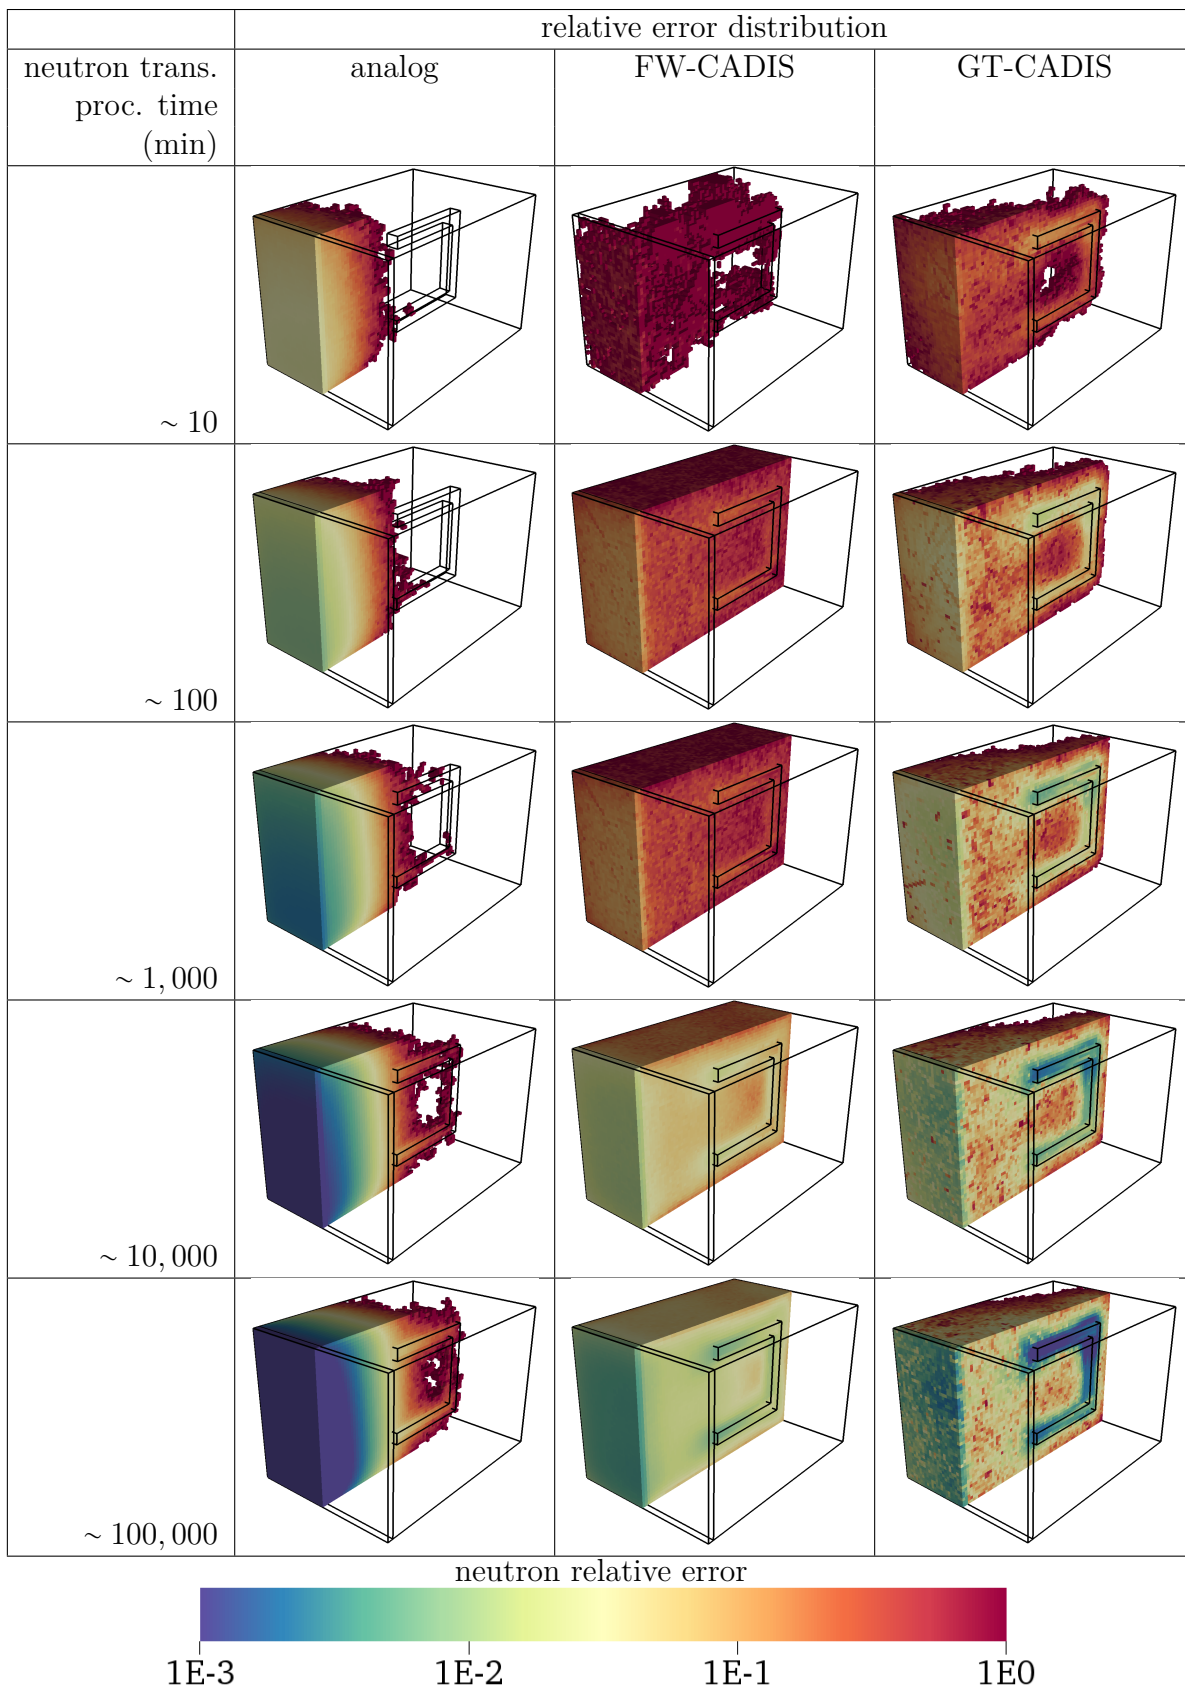 relative error distribution
neutron trans. proc. time (min)
analog
FW-CADIS
GT-CADIS
∼ 10
∼ 100
∼ 1,000
∼ 10,000
∼ 100,000
neutron relative error
1E-3 1E-2 1E-1 1E0